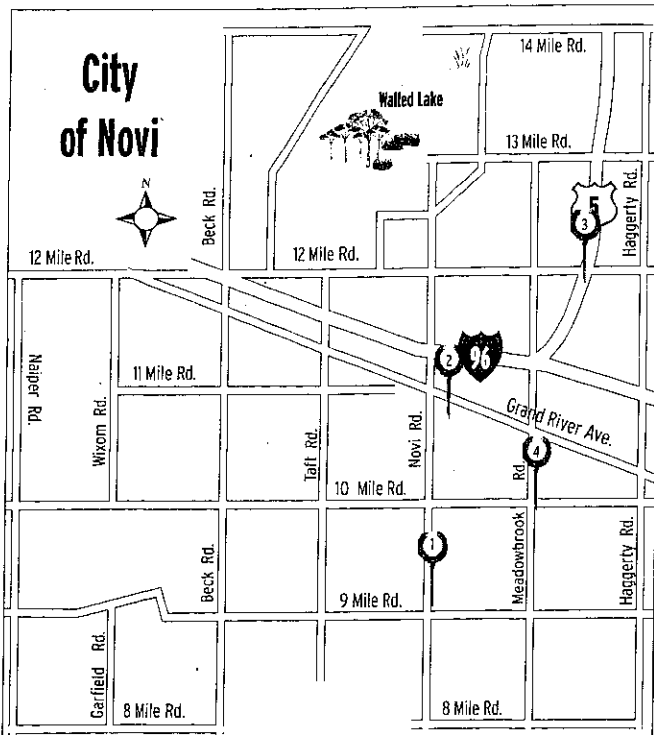 City
of Novi
14 Mile Rd.
Walled Lake
13 Mile Rd.
N
Beck Rd.
5
3
Haggerty Rd.
12 Mile Rd.
12 Mile Rd.
2
96
11 Mile Rd.
Naiper Rd.
Wixom Rd.
Taft Rd.
Novi Rd.
Grand River Ave.
4
10 Mile Rd.
Meadowbrook Rd.
1
Beck Rd.
Haggerty Rd.
9 Mile Rd.
Garfield Rd.
8 Mile Rd.
8 Mile Rd.